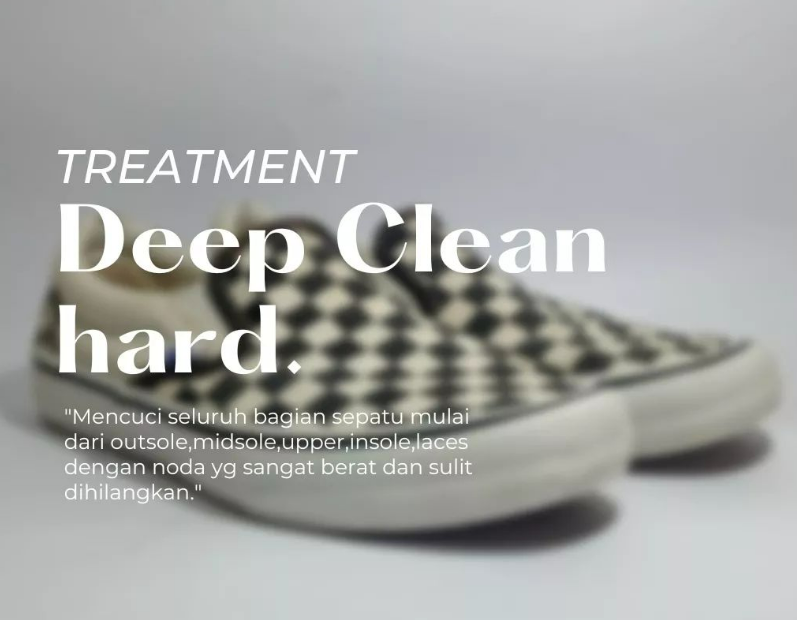 TREATMENT
Deep Clean
hard.
"Mencuci seluruh bagian sepatu mulai
dari outsole,midsole,upper,insole,laces
dengan noda yg sangat berat dan sulit
dihilangkan."